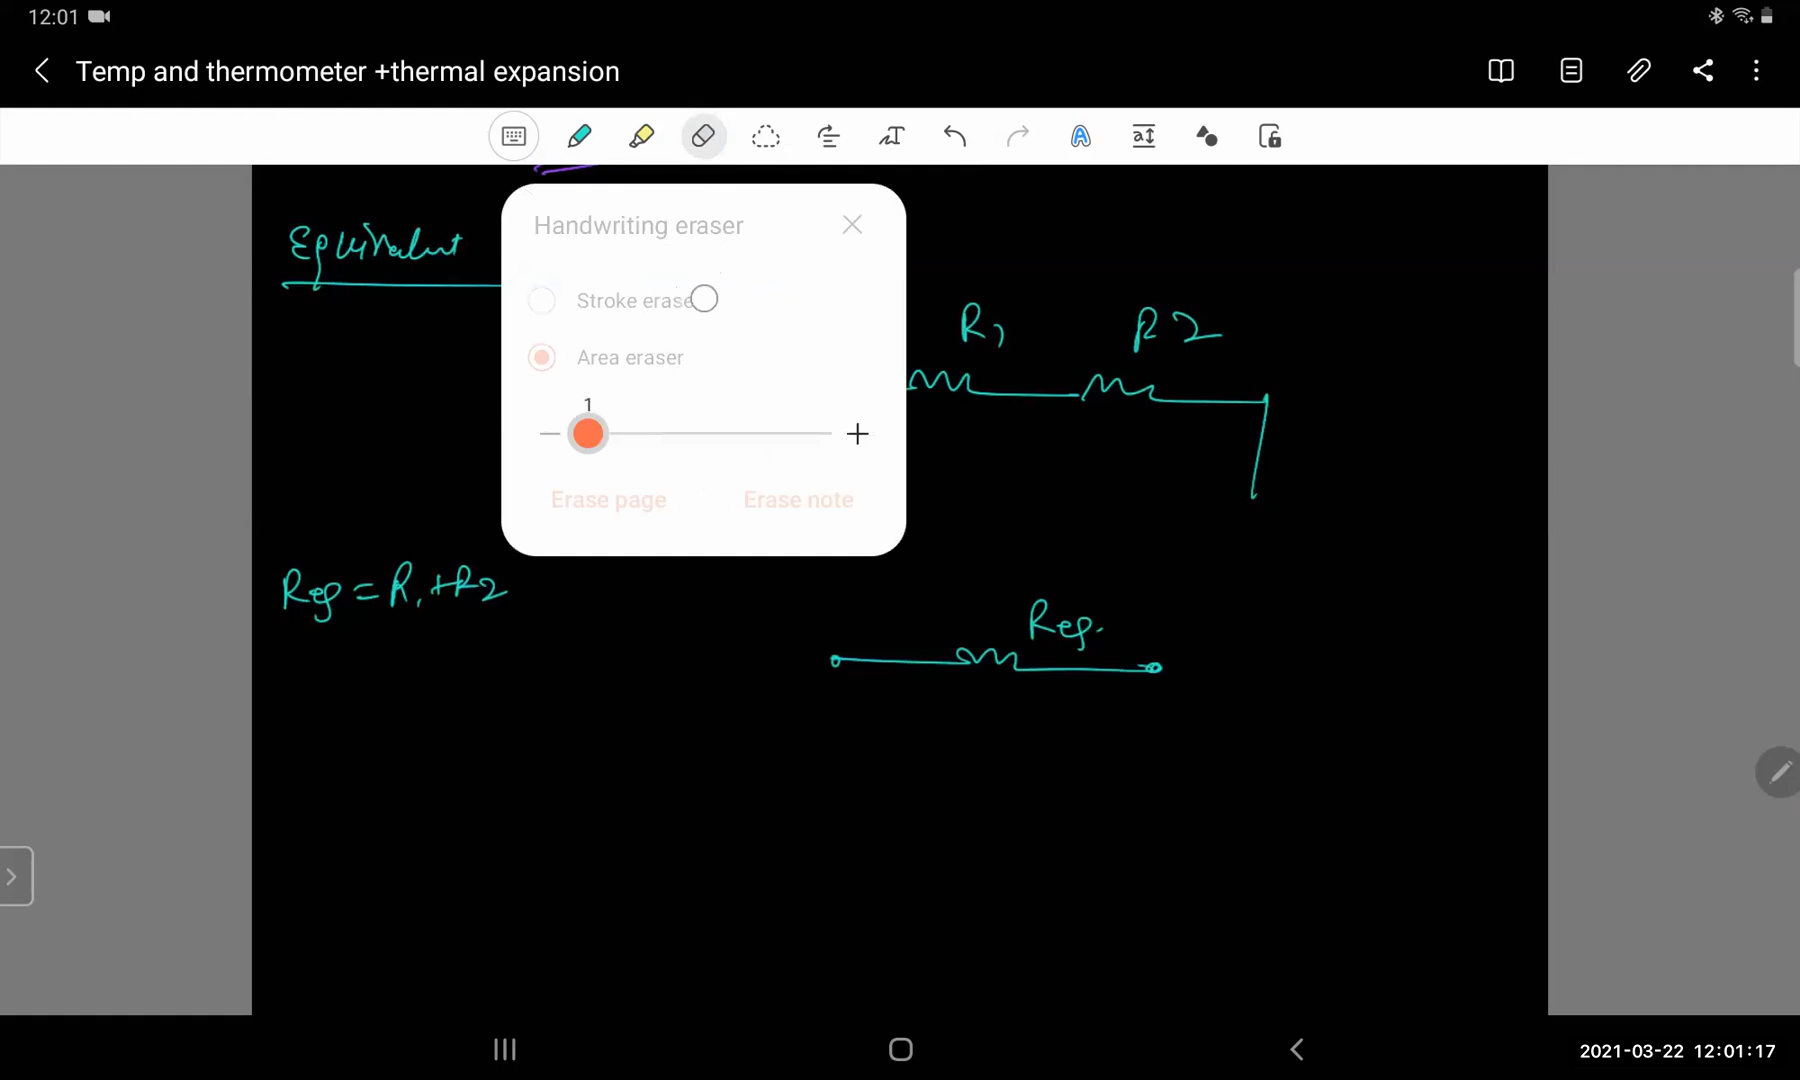 12:01
Temp and thermometer +thermal expansion
Equivalent
Handwriting eraser
Stroke erase
Area eraser
1
Erase page Erase note
R1 R2
Req = R1 + R2
Req.
2021-03-22 12:01:17